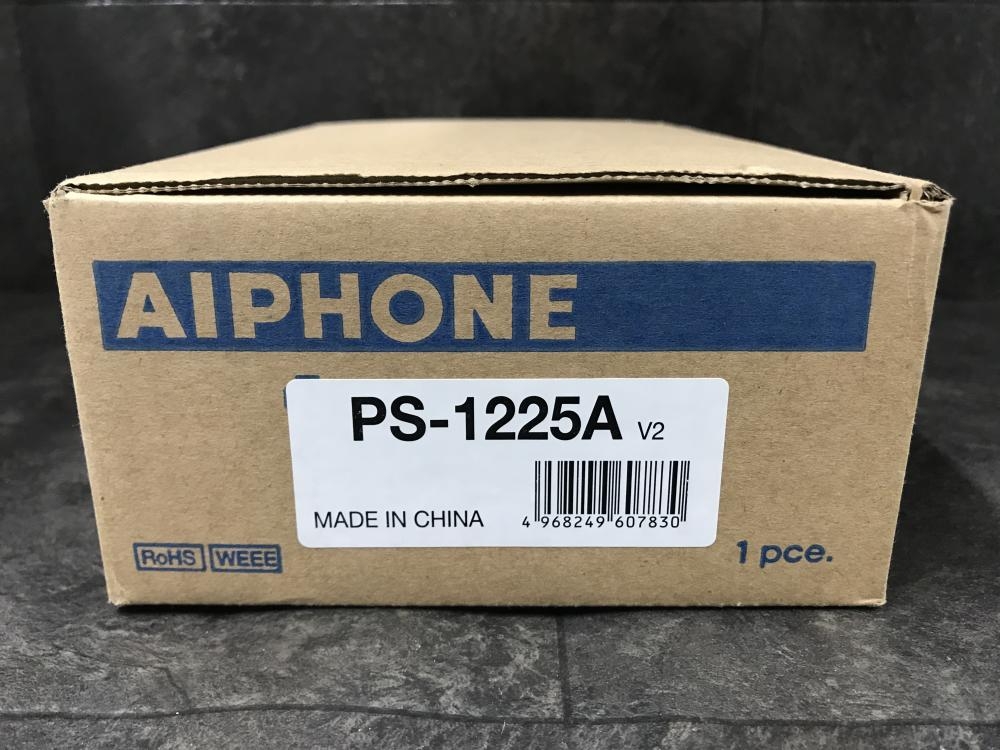 AIPHONE
PS-1225A V2
MADE IN CHINA
4 968249 607830
RoHS WEEE
1 pce.